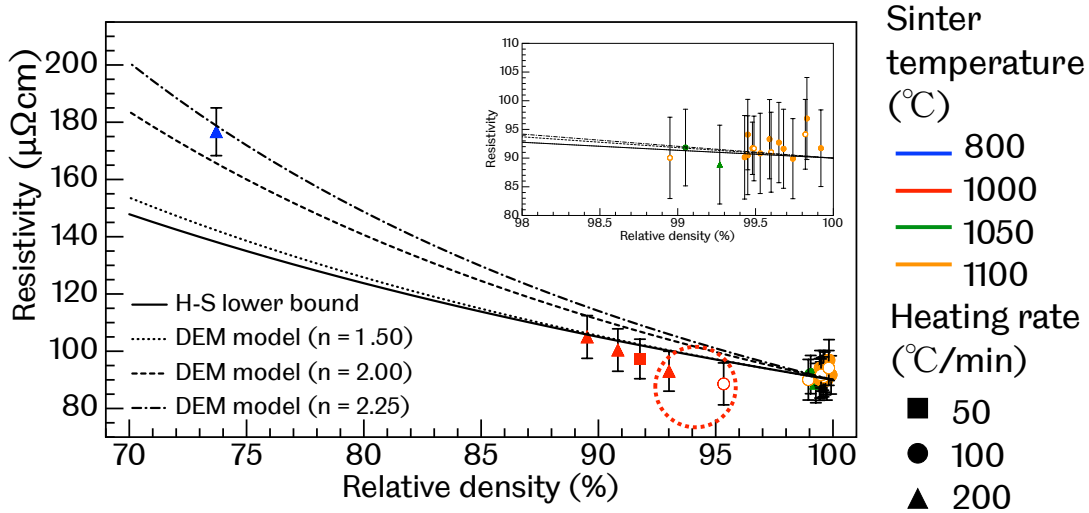 Resistivity (μΩcm)
200
180
160
140
120
100
80
70
75
80
85
90
95
100
Relative density (%)
H-S lower bound
DEM model (n = 1.50)
DEM model (n = 2.00)
DEM model (n = 2.25)
Resistivity
110
105
100
95
90
85
80
98
98.5
99
99.5
100
Relative density (%)
Sinter
temperature
(℃)
800
1000
1050
1100
Heating rate
(℃/min)
50
100
200